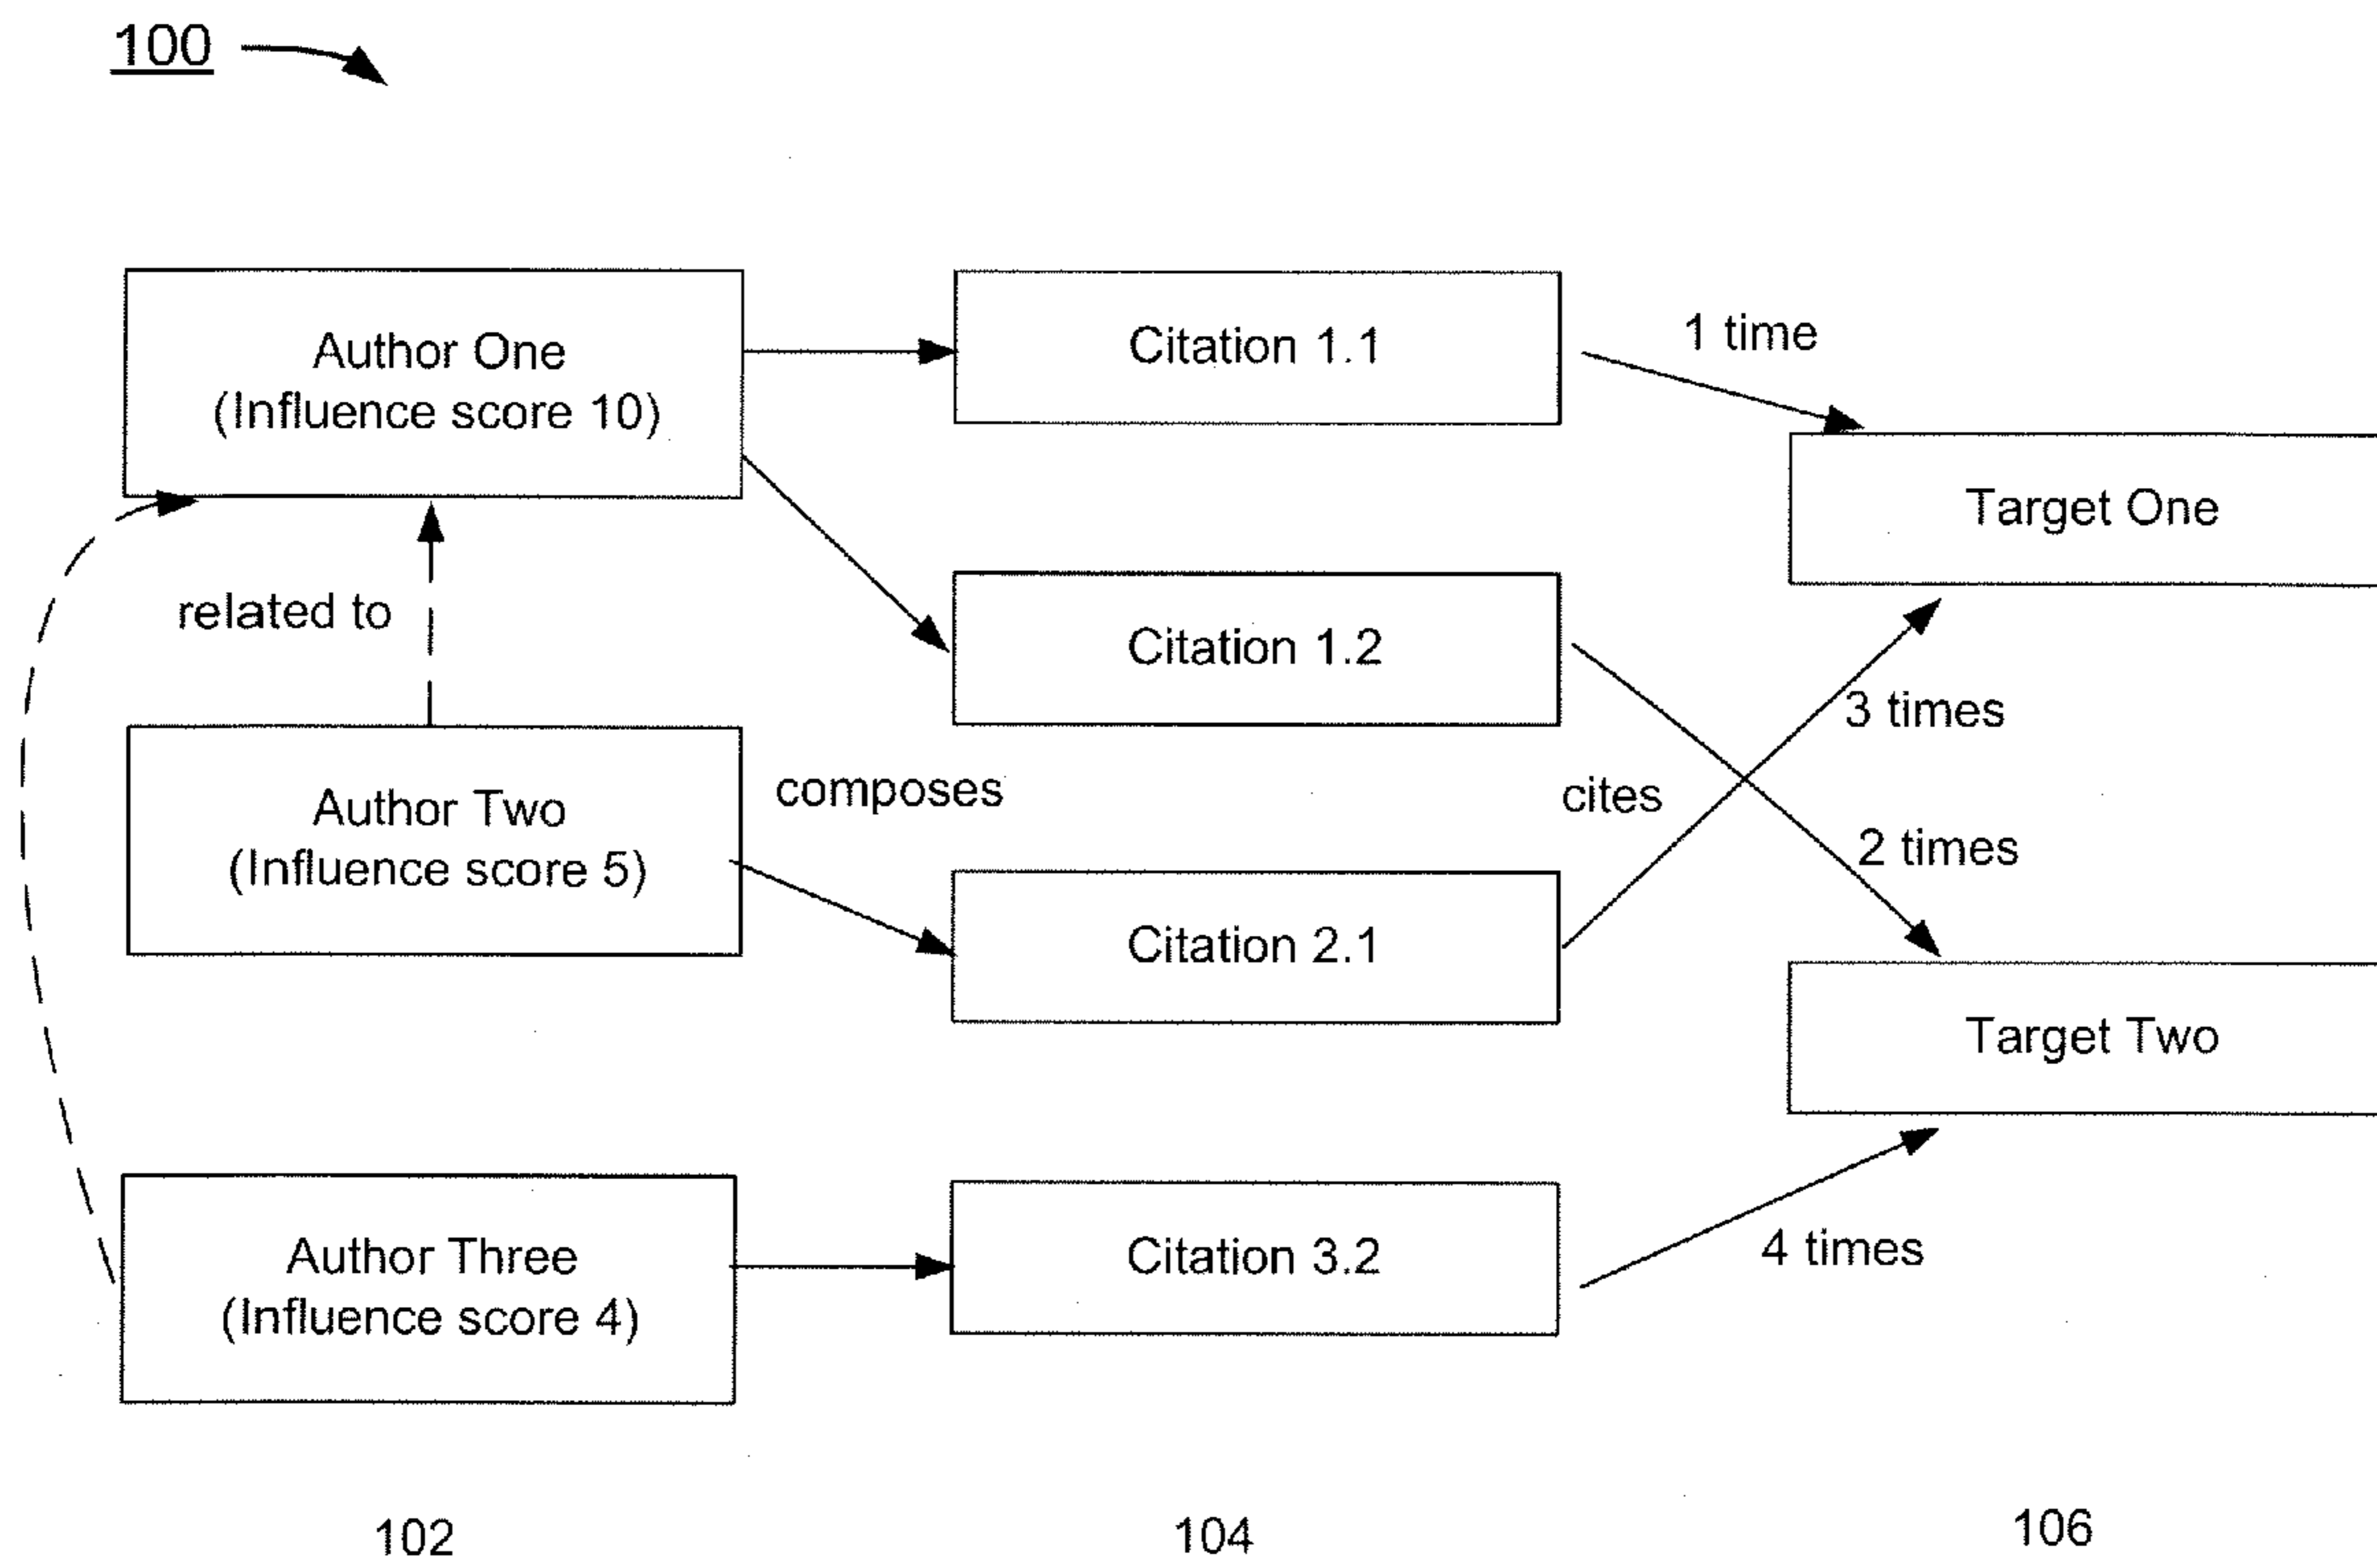 100
Author One
(Influence score 10)
Citation 1.1
1 time
Target One
Citation 1.2
related to
3 times
composes
cites
Author Two
(Influence score 5)
2 times
Citation 2.1
Target Two
Author Three
(Influence score 4)
Citation 3.2
4 times
102
104
106